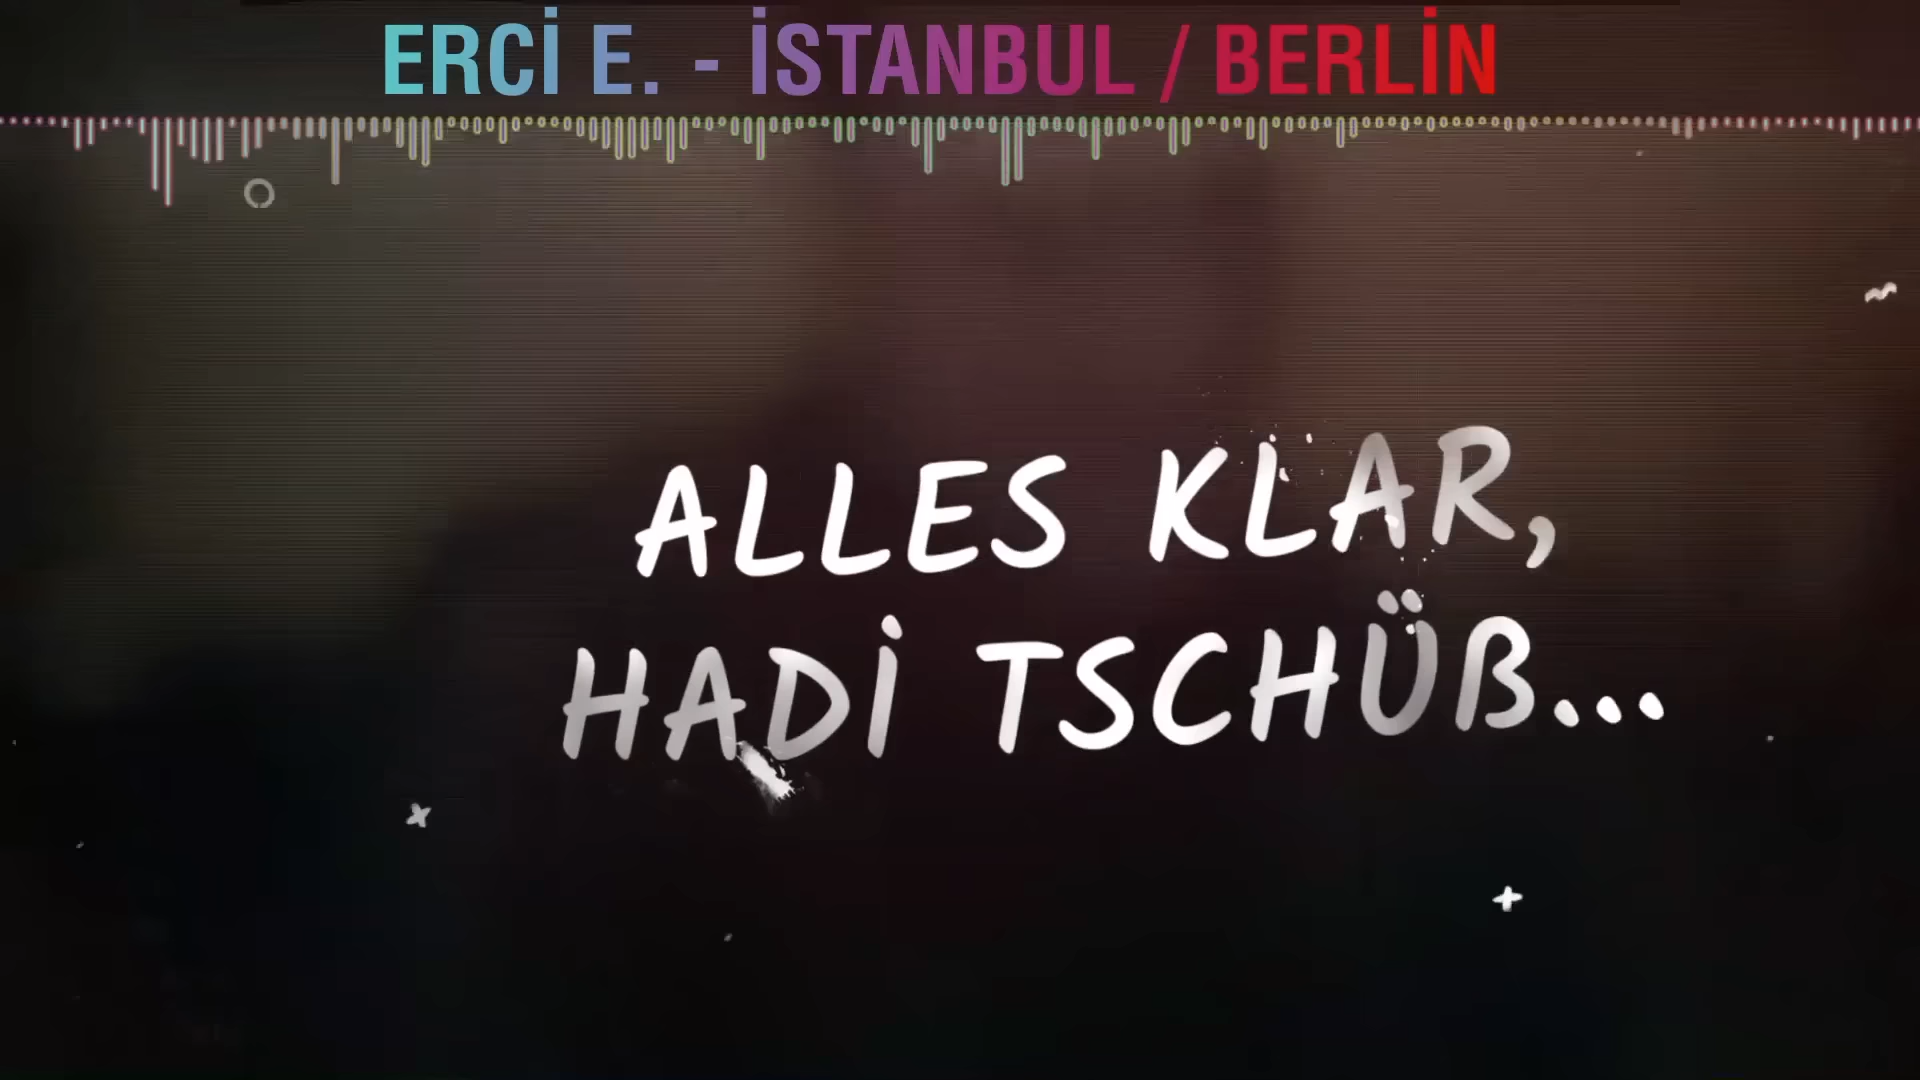 ERCİ E. - İSTANBUL / BERLİN
ALLES KLAR,
HADİ TSCHÜß...